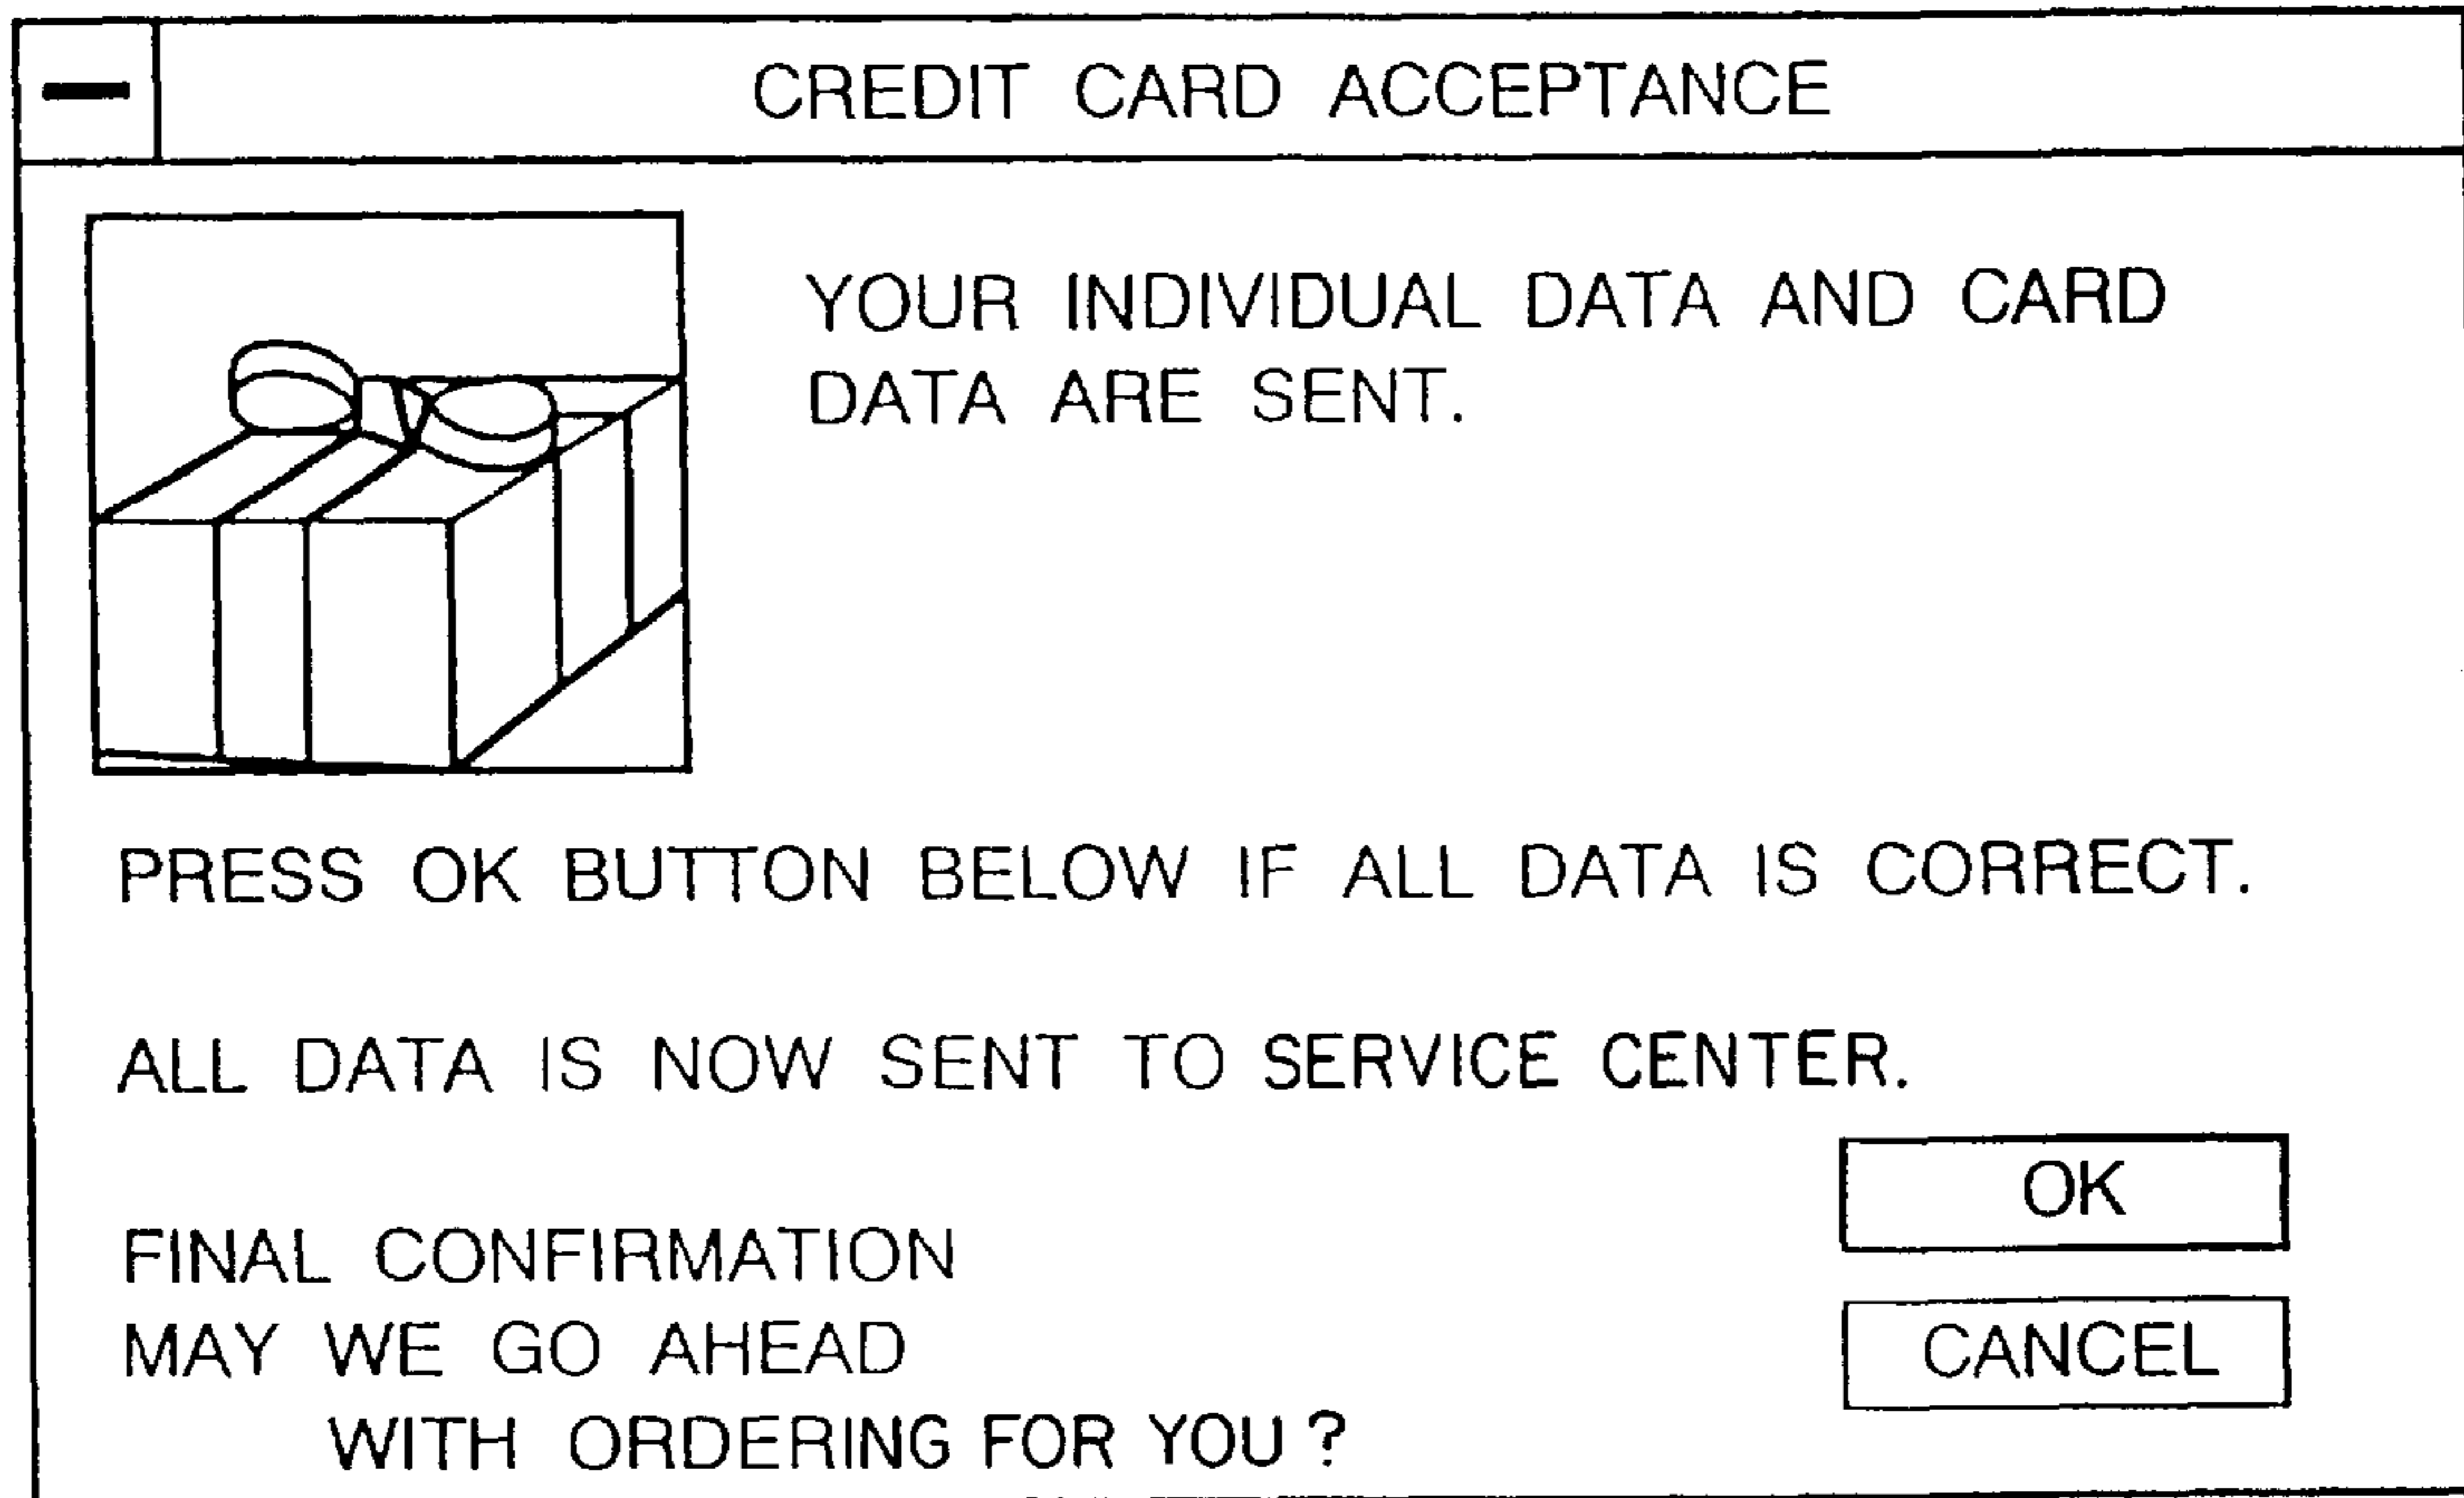 CREDIT CARD ACCEPTANCE
YOUR INDIVIDUAL DATA AND CARD
DATA ARE SENT.
PRESS OK BUTTON BELOW IF ALL DATA IS CORRECT.
ALL DATA IS NOW SENT TO SERVICE CENTER.
OK
FINAL CONFIRMATION
MAY WE GO AHEAD
CANCEL
WITH ORDERING FOR YOU ?